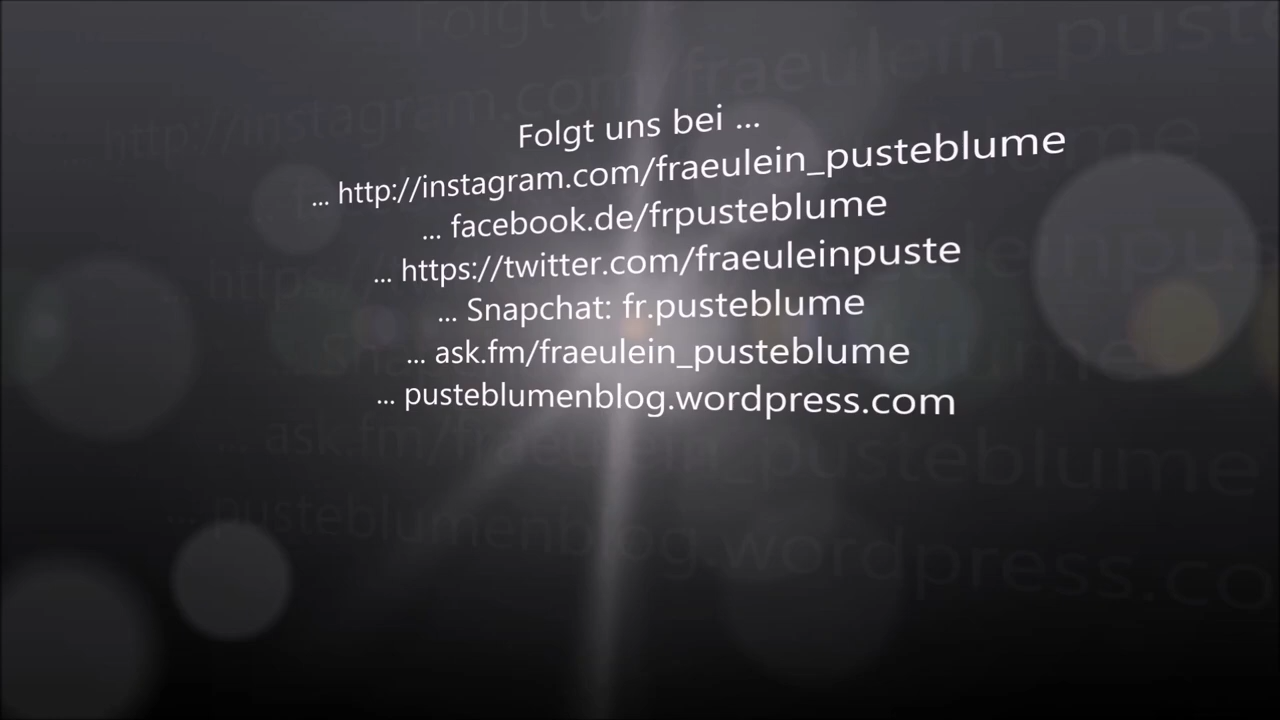 Folgt uns bei ...
... http://instagram.com/fraeulein_pusteblume
... facebook.de/frpusteblume
... https://twitter.com/fraeuleinpuste
... Snapchat: fr.pusteblume
... ask.fm/fraeulein_pusteblume
... pusteblumenblog.wordpress.com